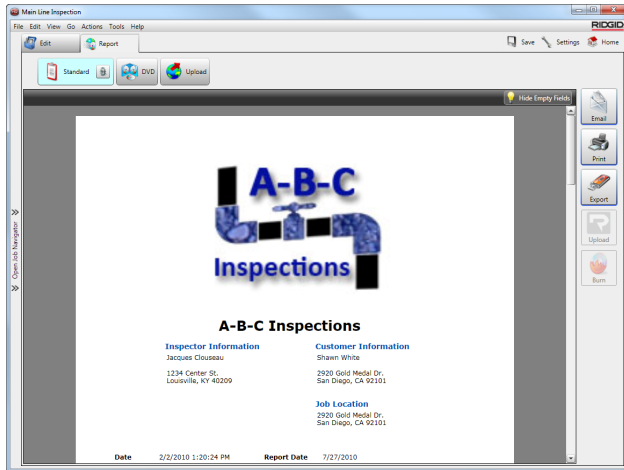 Main Line Inspection
File Edit View Go Actions Tools Help
RIDGID
Edit
Report
Save
Settings
Home
Standard
DVD
Upload
Hide Empty Fields
Email
Print
Export
Upload
Burn
Open Job Navigator
A-B-C
Inspections
A-B-C Inspections
Inspector Information
Jacques Clouseau
1234 Center St.
Louisville, KY 40209
Customer Information
Shawn White
2920 Gold Medal Dr.
San Diego, CA 92101
Job Location
2920 Gold Medal Dr.
San Diego, CA 92101
Date 2/2/2010 1:20:24 PM Report Date 7/27/2010